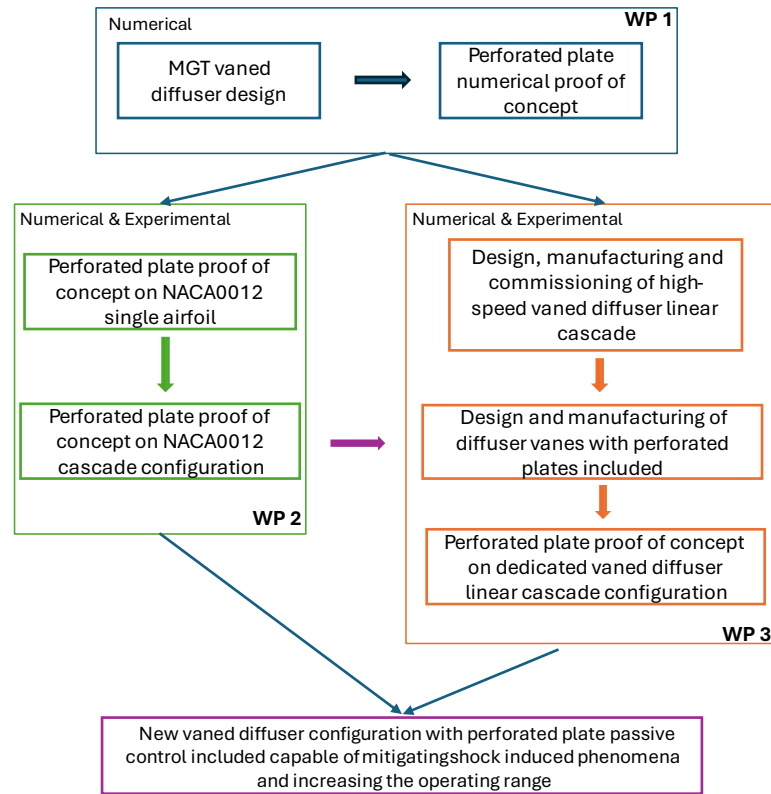 Numerical
WP 1
MGT vaned
diffuser design
Perforated plate
numerical proof of
concept
Numerical & Experimental
Perforated plate proof of
concept on NACA0012
single airfoil
Perforated plate proof of
concept on NACA0012
cascade configuration
WP 2
Numerical & Experimental
Design, manufacturing and
commissioning of high-
speed vaned diffuser linear
cascade
Design and manufacturing of
diffuser vanes with perforated
plates included
Perforated plate proof of concept
on dedicated vaned diffuser
linear cascade configuration
WP 3
New vaned diffuser configuration with perforated plate passive
control included capable of mitigatingshock induced phenomena
and increasing the operating range